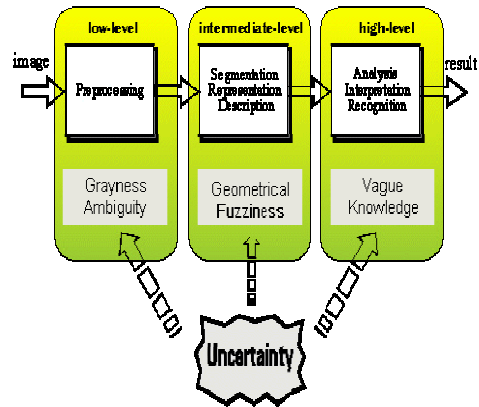 low-level
intermediate-level
high-level
image
Preprocessing
Segmentation
Representation
Description
Analysis
Interpretation
Recognition
result
Grayness
Ambiguity
Geometrical
Fuzziness
Vague
Knowledge
Uncertainty